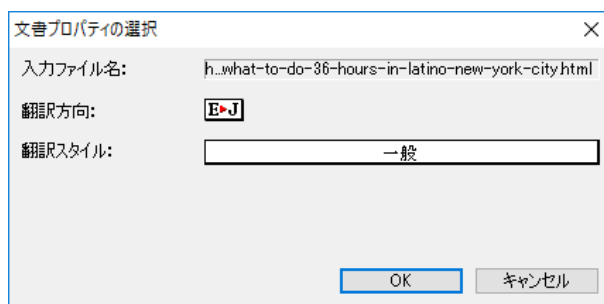 文書プロパティの選択
入力ファイル名: h...what-to-do-36-hours-in-latino-new-york-city.html
翻訳方向: E▸J
翻訳スタイル: 一般
OK キャンセル